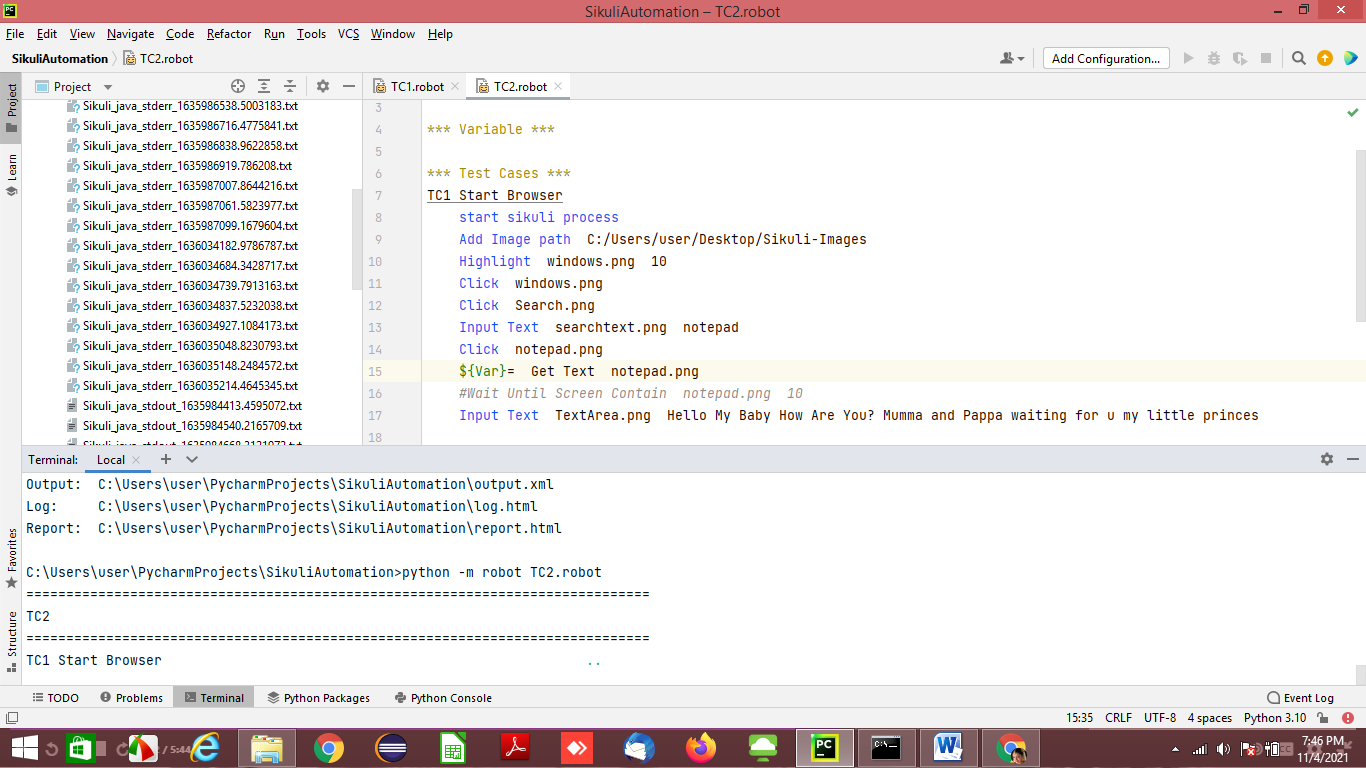 SikuliAutomation – TC2.robot
File Edit View Navigate Code Refactor Run Tools VCS Window Help
SikuliAutomation TC2.robot Add Configuration...
Project
TC1.robot TC2.robot
Project
Learn
Favorites
Structure
Sikuli_java_stderr_1635986538.5003183.txt
Sikuli_java_stderr_1635986716.4775841.txt
Sikuli_java_stderr_1635986838.9622858.txt
Sikuli_java_stderr_1635986919.786208.txt
Sikuli_java_stderr_1635987007.8644216.txt
Sikuli_java_stderr_1635987061.5823977.txt
Sikuli_java_stderr_1635987099.1679604.txt
Sikuli_java_stderr_1636034182.9786787.txt
Sikuli_java_stderr_1636034684.3428717.txt
Sikuli_java_stderr_1636034739.7913163.txt
Sikuli_java_stderr_1636034837.5232038.txt
Sikuli_java_stderr_1636034927.1084173.txt
Sikuli_java_stderr_1636035048.8230793.txt
Sikuli_java_stderr_1636035148.2484572.txt
Sikuli_java_stderr_1636035214.4645345.txt
Sikuli_java_stdout_1635984413.4595072.txt
Sikuli_java_stdout_1635984540.2165709.txt
3
4 *** Variable ***
5
6 *** Test Cases ***
7 TC1 Start Browser
8 start sikuli process
9 Add Image path  C:/Users/user/Desktop/Sikuli-Images
10 Highlight  windows.png  10
11 Click  windows.png
12 Click  Search.png
13 Input Text  searchtext.png  notepad
14 Click  notepad.png
15 ${Var}=  Get Text  notepad.png
16 #Wait Until Screen Contain  notepad.png  10
17 Input Text  TextArea.png  Hello My Baby How Are You? Mumma and Pappa waiting for u my little princes
18
Terminal: Local
Output:  C:\Users\user\PycharmProjects\SikuliAutomation\output.xml
Log:     C:\Users\user\PycharmProjects\SikuliAutomation\log.html
Report:  C:\Users\user\PycharmProjects\SikuliAutomation\report.html
C:\Users\user\PycharmProjects\SikuliAutomation>python -m robot TC2.robot
==============================================================================
TC2
==============================================================================
TC1 Start Browser ..
TODO Problems Terminal Python Packages Python Console Event Log
15:35 CRLF UTF-8 4 spaces Python 3.10
/ 5:44
7:46 PM
11/4/2021